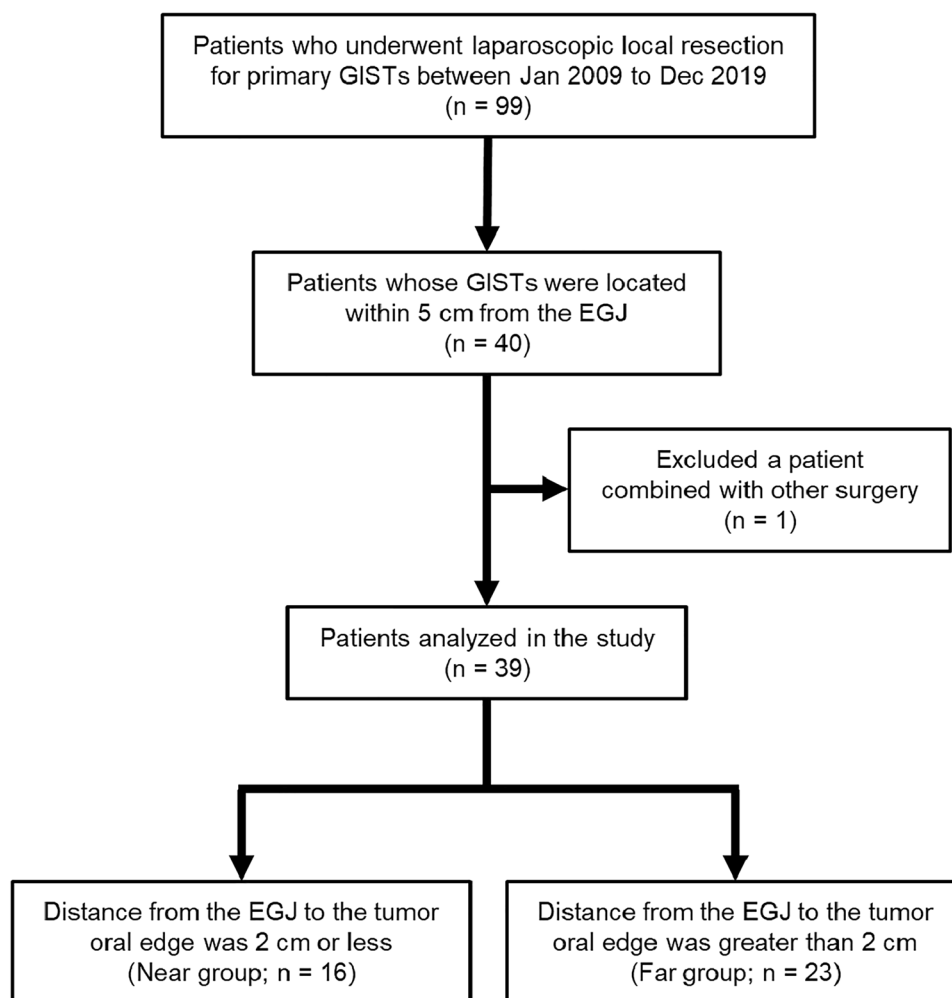 Patients who underwent laparoscopic local resection
for primary GISTs between Jan 2009 to Dec 2019
(n = 99)
Patients whose GISTs were located
within 5 cm from the EGJ
(n = 40)
Excluded a patient
combined with other surgery
(n = 1)
Patients analyzed in the study
(n = 39)
Distance from the EGJ to the tumor
oral edge was 2 cm or less
(Near group; n = 16)
Distance from the EGJ to the tumor
oral edge was greater than 2 cm
(Far group; n = 23)